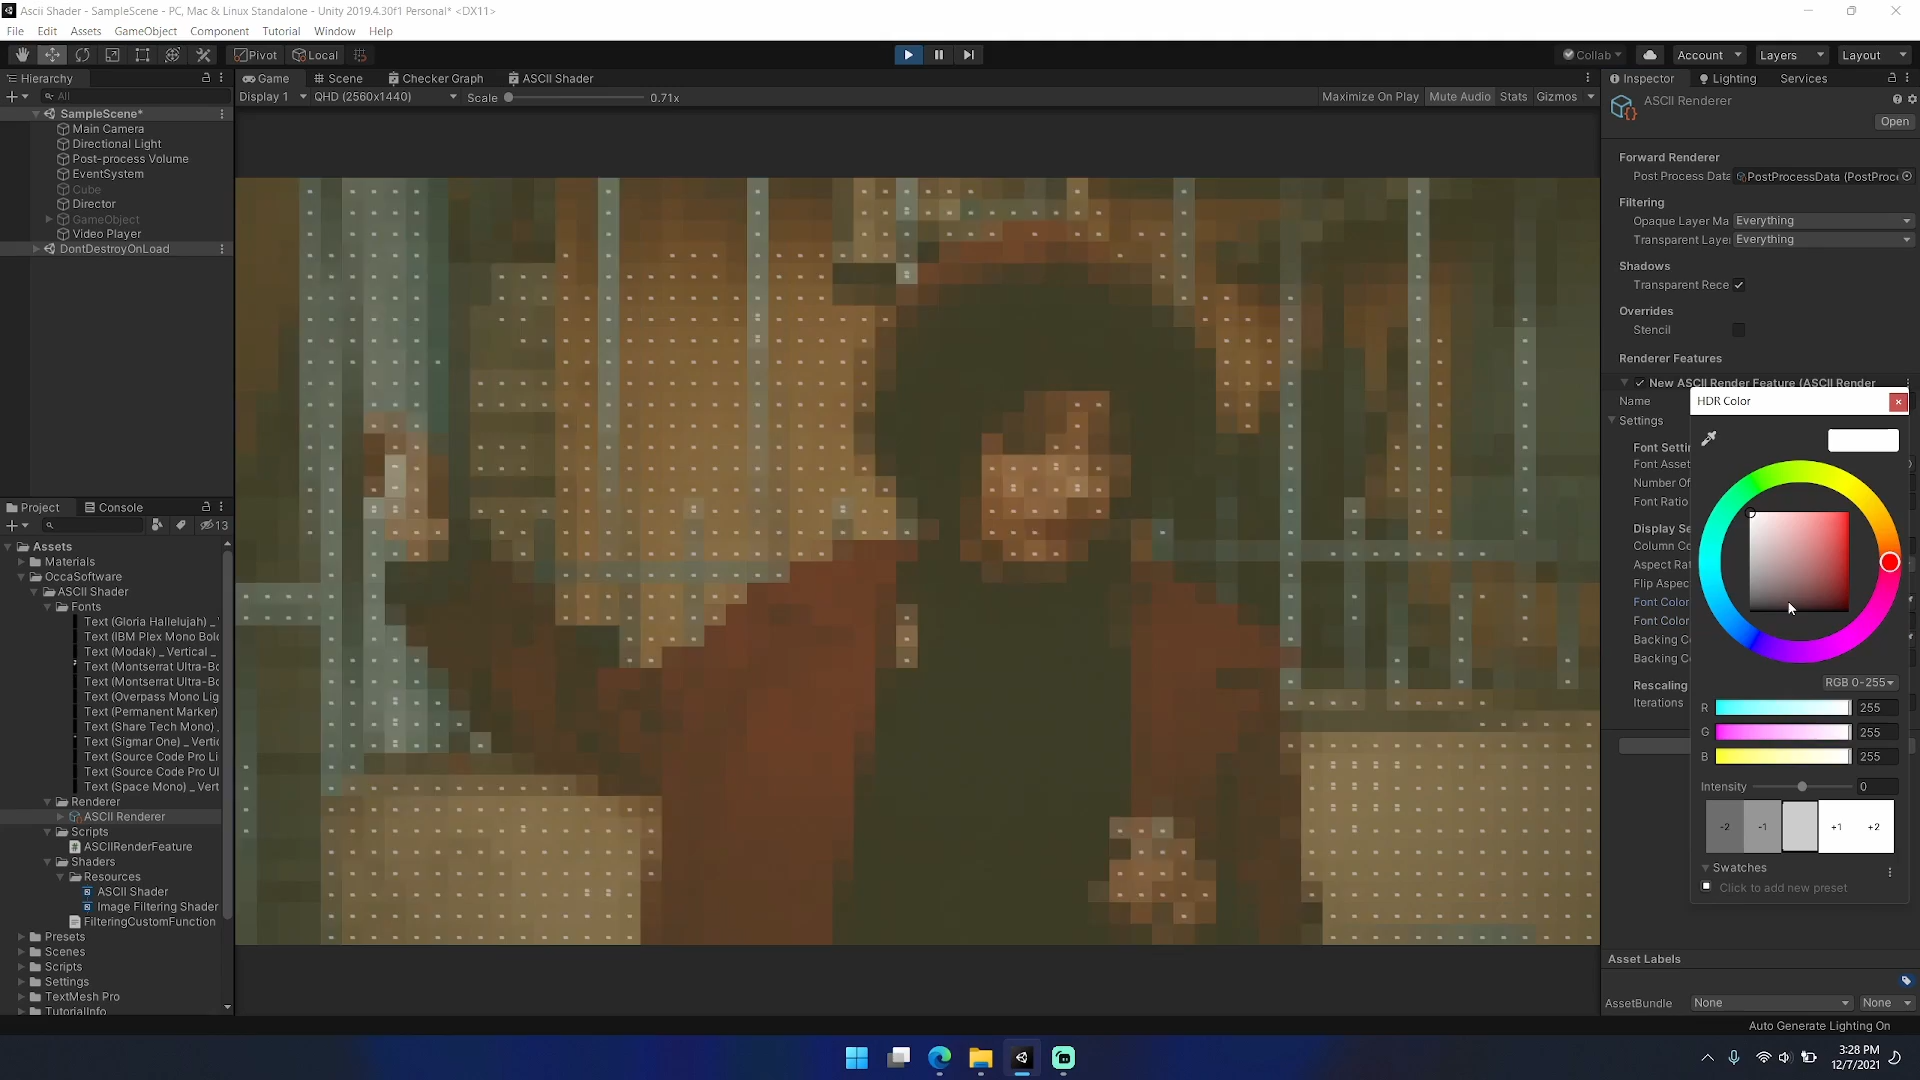 Ascii Shader - SampleScene - PC, Mac & Linux Standalone - Unity 2019.4.30f1 Personal* <DX11>
File Edit Assets GameObject Component Tutorial Window Help
Pivot Local Collab Account Layers Layout
Hierarchy
All
SampleScene*
Main Camera
Directional Light
Post-process Volume
EventSystem
Cube
Director
GameObject
Video Player
DontDestroyOnLoad
Game Scene Checker Graph ASCII Shader
Display 1 QHD (2560x1440) Scale 0.71x Maximize On Play Mute Audio Stats Gizmos
Project Console
13
Assets
Materials
OccaSoftware
ASCII Shader
Fonts
Text (Gloria Hallelujah) _
Text (IBM Plex Mono Bold
Text (Modak) _ Vertical _
Text (Montserrat Ultra-Bo
Text (Montserrat Ultra-Bo
Text (Overpass Mono Lig
Text (Permanent Marker)
Text (Share Tech Mono)
Text (Sigmar One) _ Vertic
Text (Source Code Pro Li
Text (Source Code Pro Ul
Text (Space Mono) _ Vert
Renderer
ASCII Renderer
Scripts
ASCIIRenderFeature
Shaders
Resources
ASCII Shader
Image Filtering Shader
FilteringCustomFunction
Presets
Scenes
Scripts
Settings
TextMesh Pro
TutorialInfo
Inspector Lighting Services
ASCII Renderer
Open
Forward Renderer
Post Process Data PostProcessData (PostProce
Filtering
Opaque Layer Ma Everything
Transparent Layer Everything
Shadows
Transparent Rece
Overrides
Stencil
Renderer Features
New ASCII Render Feature (ASCII Render
Name
Settings
Font Setti
Font Asset
Number Of
Font Ratio
Display Se
Column Co
Aspect Rat
Flip Aspec
Font Color
Font Color
Backing Co
Backing Co
Rescaling
Iterations
HDR Color
RGB 0-255
R 255
G 255
B 255
Intensity 0
-2 -1 +1 +2
Swatches
Click to add new preset
Asset Labels
AssetBundle None None
Auto Generate Lighting On
3:28 PM
12/7/2021